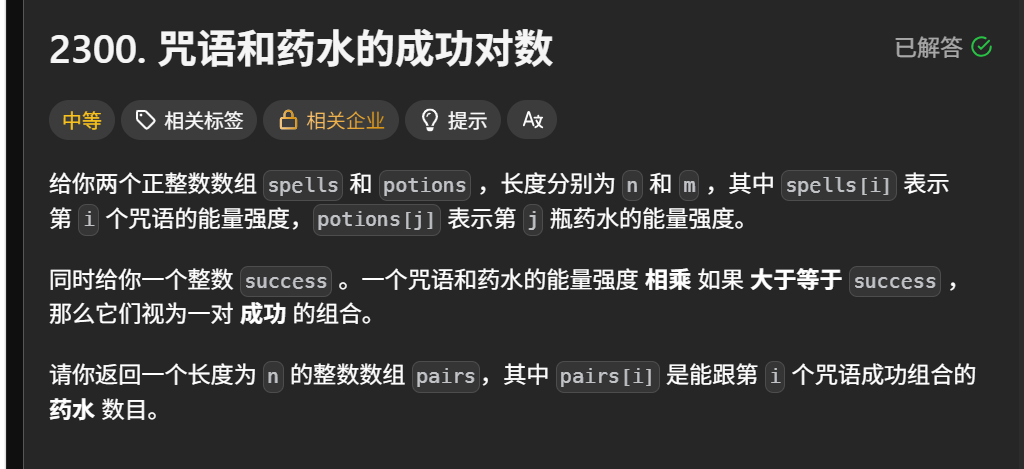 2300. 咒语和药水的成功对数
已解答
中等 相关标签 相关企业 提示
给你两个正整数数组 spells 和 potions ，长度分别为 n 和 m ，其中 spells[i] 表示
第 i 个咒语的能量强度，potions[j] 表示第 j 瓶药水的能量强度。
同时给你一个整数 success 。一个咒语和药水的能量强度 相乘 如果 大于等于 success ，
那么它们视为一对 成功 的组合。
请你返回一个长度为 n 的整数数组 pairs，其中 pairs[i] 是能跟第 i 个咒语成功组合的
药水 数目。